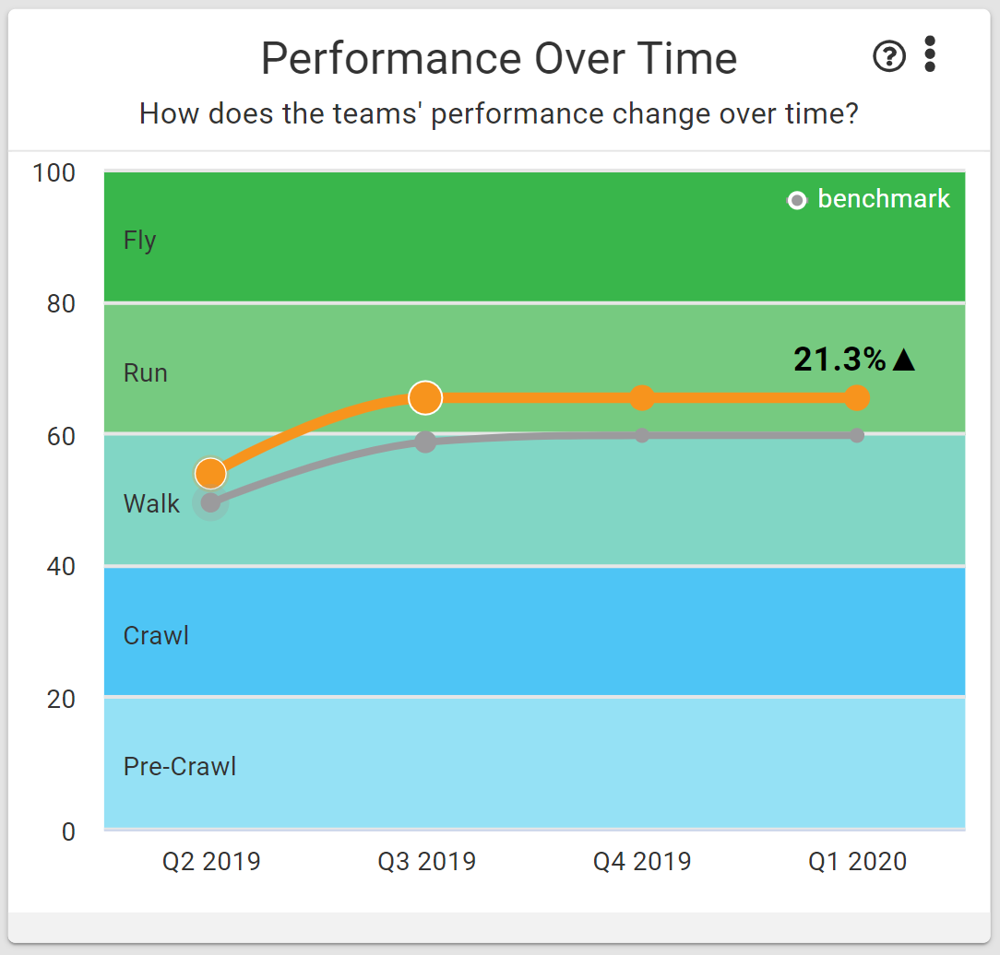 Performance Over Time
How does the teams' performance change over time?
100
benchmark
Fly
80
21.3%▲
Run
60
Walk
40
Crawl
20
Pre-Crawl
0
Q2 2019 Q3 2019 Q4 2019 Q1 2020